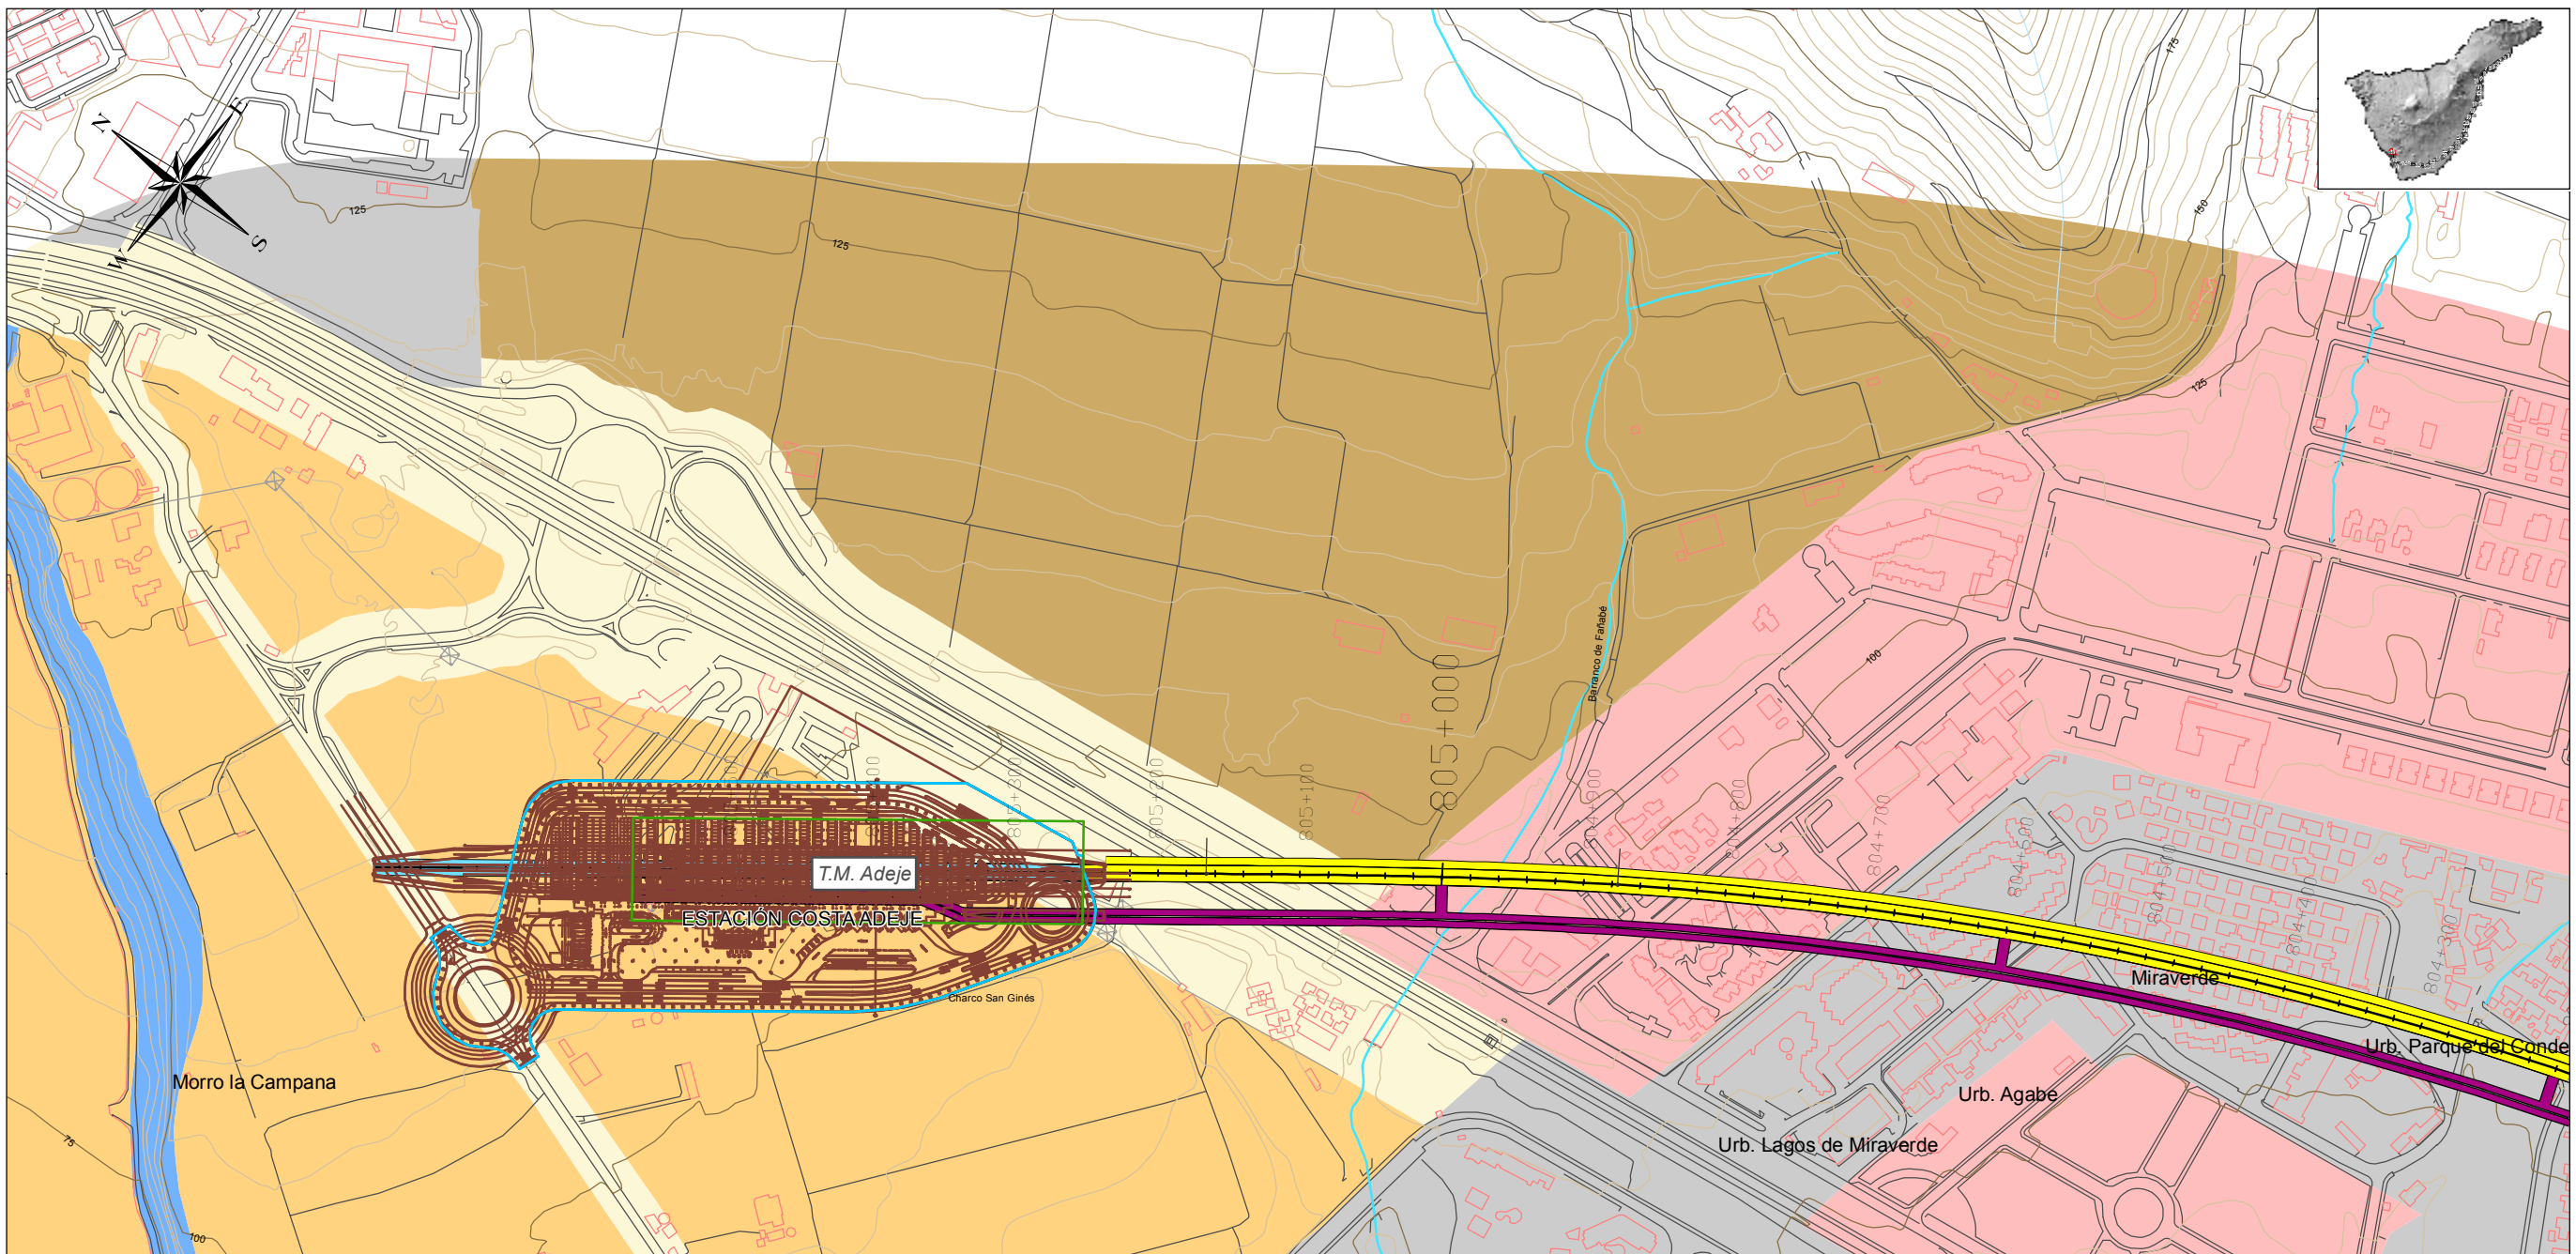 175
150
N
S
W
125
125
125
Barranco de Fañabé
100
805+000
805+300
805+200
805+100
804+900
804+800
804+700
804+600
804+500
804+400
804+300
T.M. Adeje
ESTACIÓN COSTA ADEJE
Charco San Ginés
Miraverde
Urb. Parque del Conde
Morro la Campana
Urb. Agabe
Urb. Lagos de Miraverde
75
100